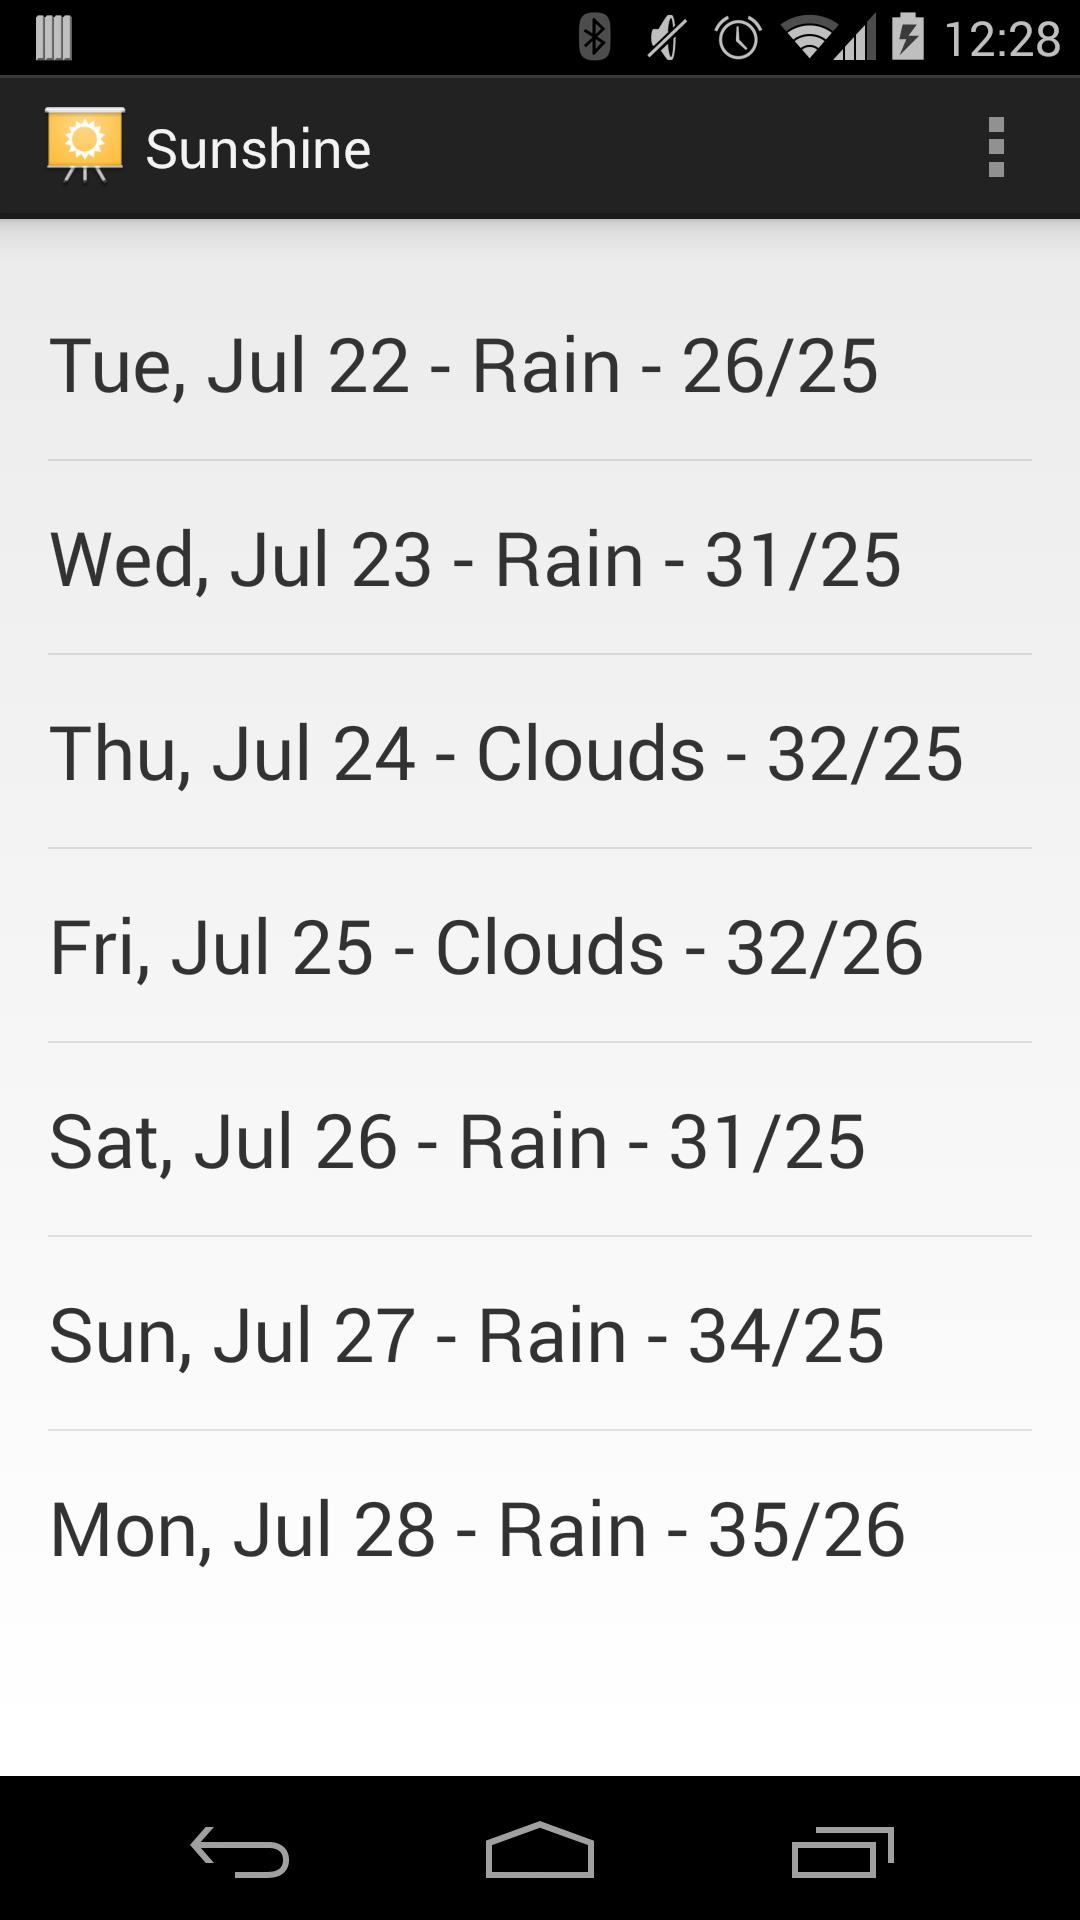 12:28
Sunshine
Tue, Jul 22 - Rain - 26/25
Wed, Jul 23 - Rain - 31/25
Thu, Jul 24 - Clouds - 32/25
Fri, Jul 25 - Clouds - 32/26
Sat, Jul 26 - Rain - 31/25
Sun, Jul 27 - Rain - 34/25
Mon, Jul 28 - Rain - 35/26